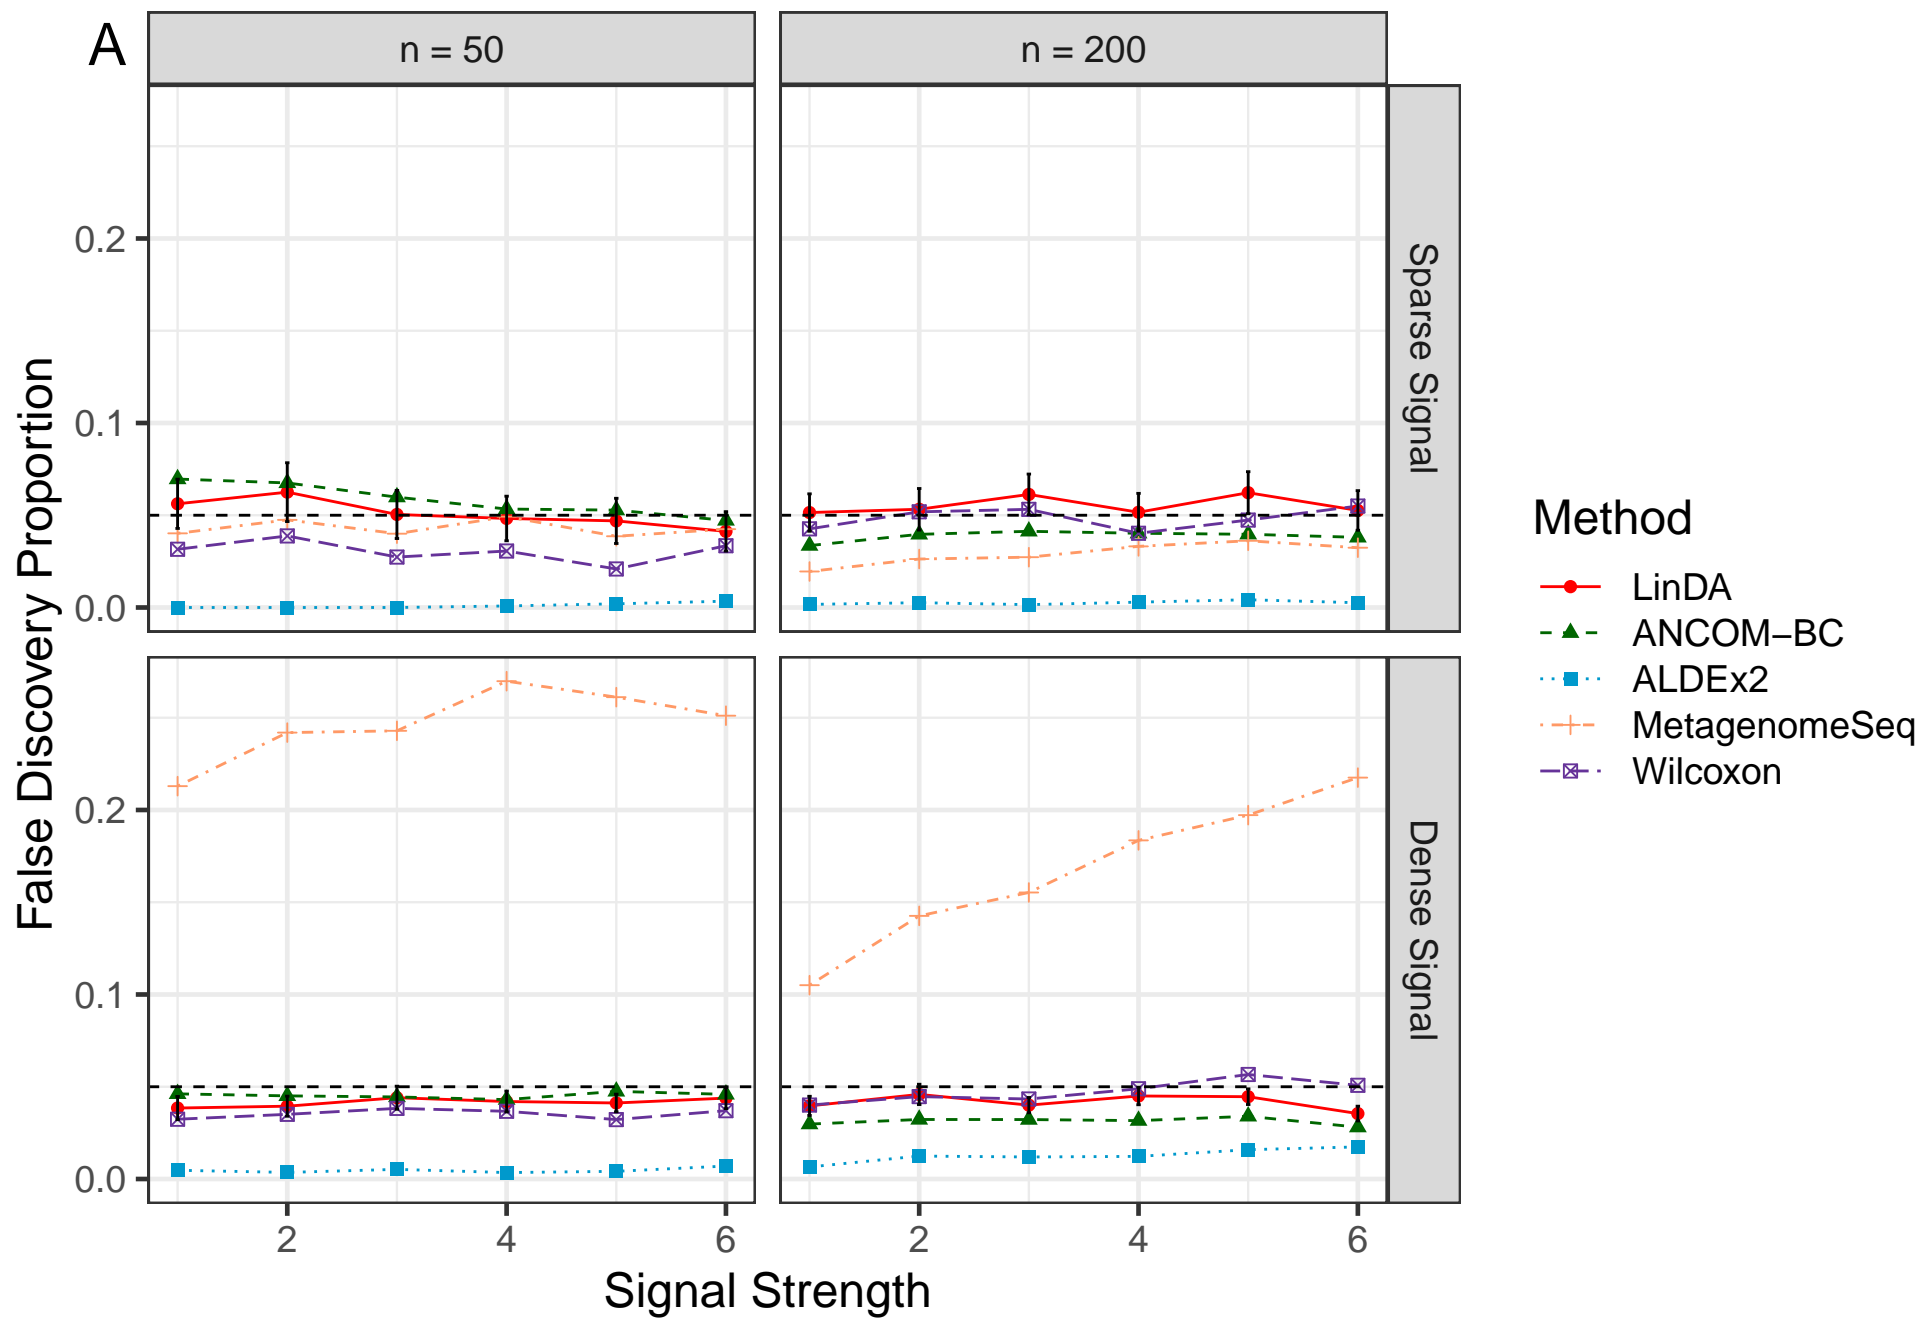 A
n = 50
n = 200
0.2
0.1
0.0
Sparse Signal
0.2
0.1
0.0
Dense Signal
2
4
6
2
4
6
False Discovery Proportion
Signal Strength
Method
LinDA
ANCOM−BC
ALDEx2
MetagenomeSeq
Wilcoxon